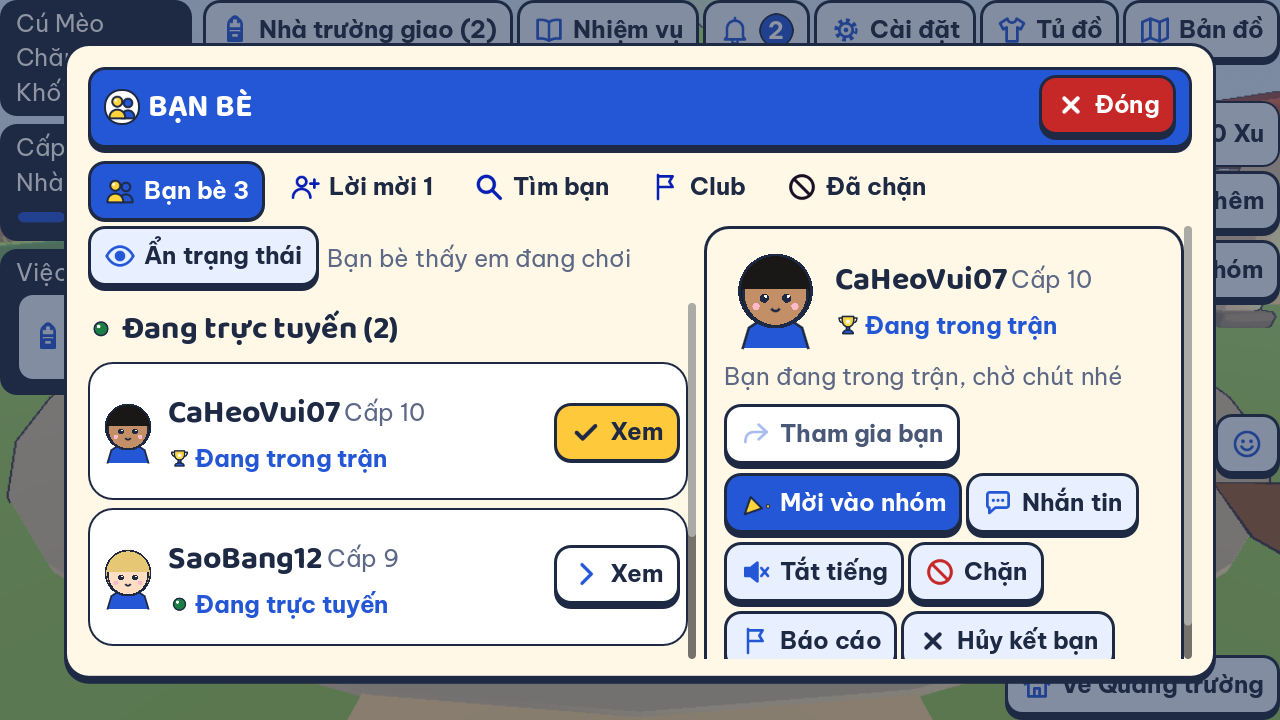 Cú Mèo
Nhà trường giao (2)
Nhiệm vụ
2
Cài đặt
Tủ đồ
Bản đồ
Khố
Cấp
Nhà
Việc
0 Xu
hêm
hóm
BẠN BÈ
Đóng
Bạn bè 3
Lời mời 1
Tìm bạn
Club
Đã chặn
Ẩn trạng thái
Bạn bè thấy em đang chơi
Đang trực tuyến (2)
CaHeoVui07 Cấp 10
Đang trong trận
Xem
SaoBang12 Cấp 9
Đang trực tuyến
Xem
CaHeoVui07 Cấp 10
Đang trong trận
Bạn đang trong trận, chờ chút nhé
Tham gia bạn
Mời vào nhóm
Nhắn tin
Tắt tiếng
Chặn
Báo cáo
Hủy kết bạn
Về Quảng trường